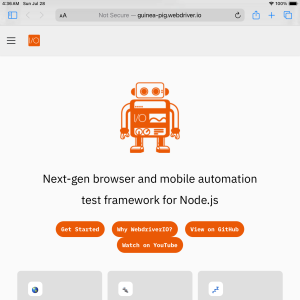 4:36 AM Sun Jul 28
100%
AA
Not Secure — guinea-pig.webdriver.io
I/O
I/O
Next-gen browser and mobile automation
test framework for Node.js
Get Started
Why WebdriverIO?
View on GitHub
Watch on YouTube